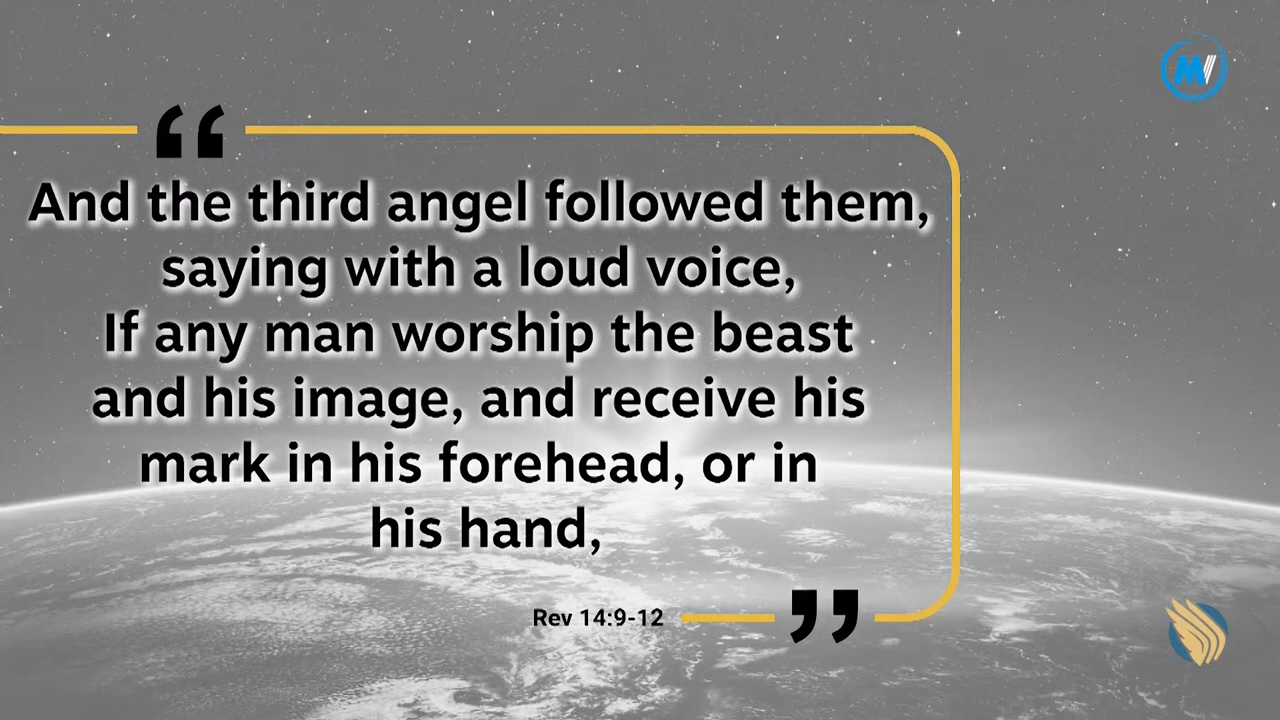 “
And the third angel followed them,
saying with a loud voice,
If any man worship the beast
and his image, and receive his
mark in his forehead, or in
his hand,
Rev 14:9-12
”